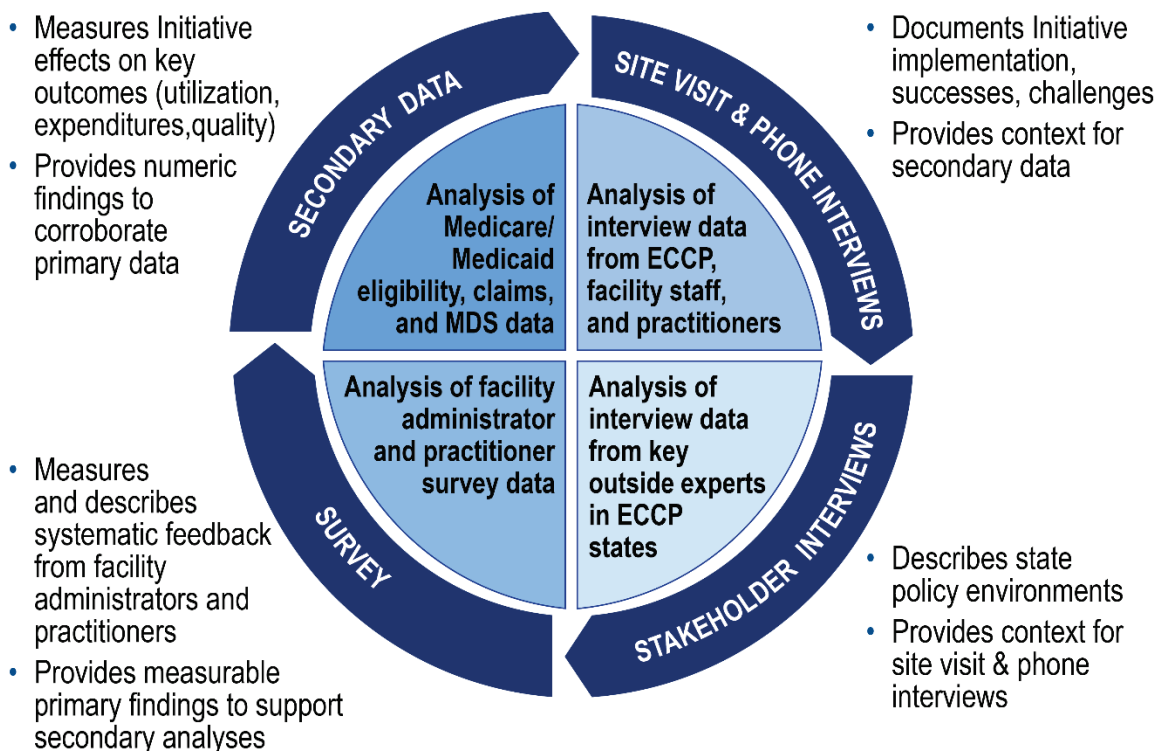 • Measures Initiative
effects on key
outcomes (utilization,
expenditures,quality)
• Provides numeric
findings to
corroborate
primary data
SECONDARY DATA
Analysis of
Medicare/
Medicaid
eligibility, claims,
and MDS data
SITE VISIT & PHONE INTERVIEWS
Analysis of
interview data
from ECCP,
facility staff,
and practitioners
• Documents Initiative
implementation,
successes, challenges
• Provides context for
secondary data
• Measures
and describes
systematic feedback
from facility
administrators and
practitioners
• Provides measurable
primary findings to support
secondary analyses
SURVEY
Analysis of facility
administrator
and practitioner
survey data
STAKEHOLDER INTERVIEWS
Analysis of
interview data
from key
outside experts
in ECCP
states
• Describes state
policy environments
• Provides context for
site visit & phone
interviews